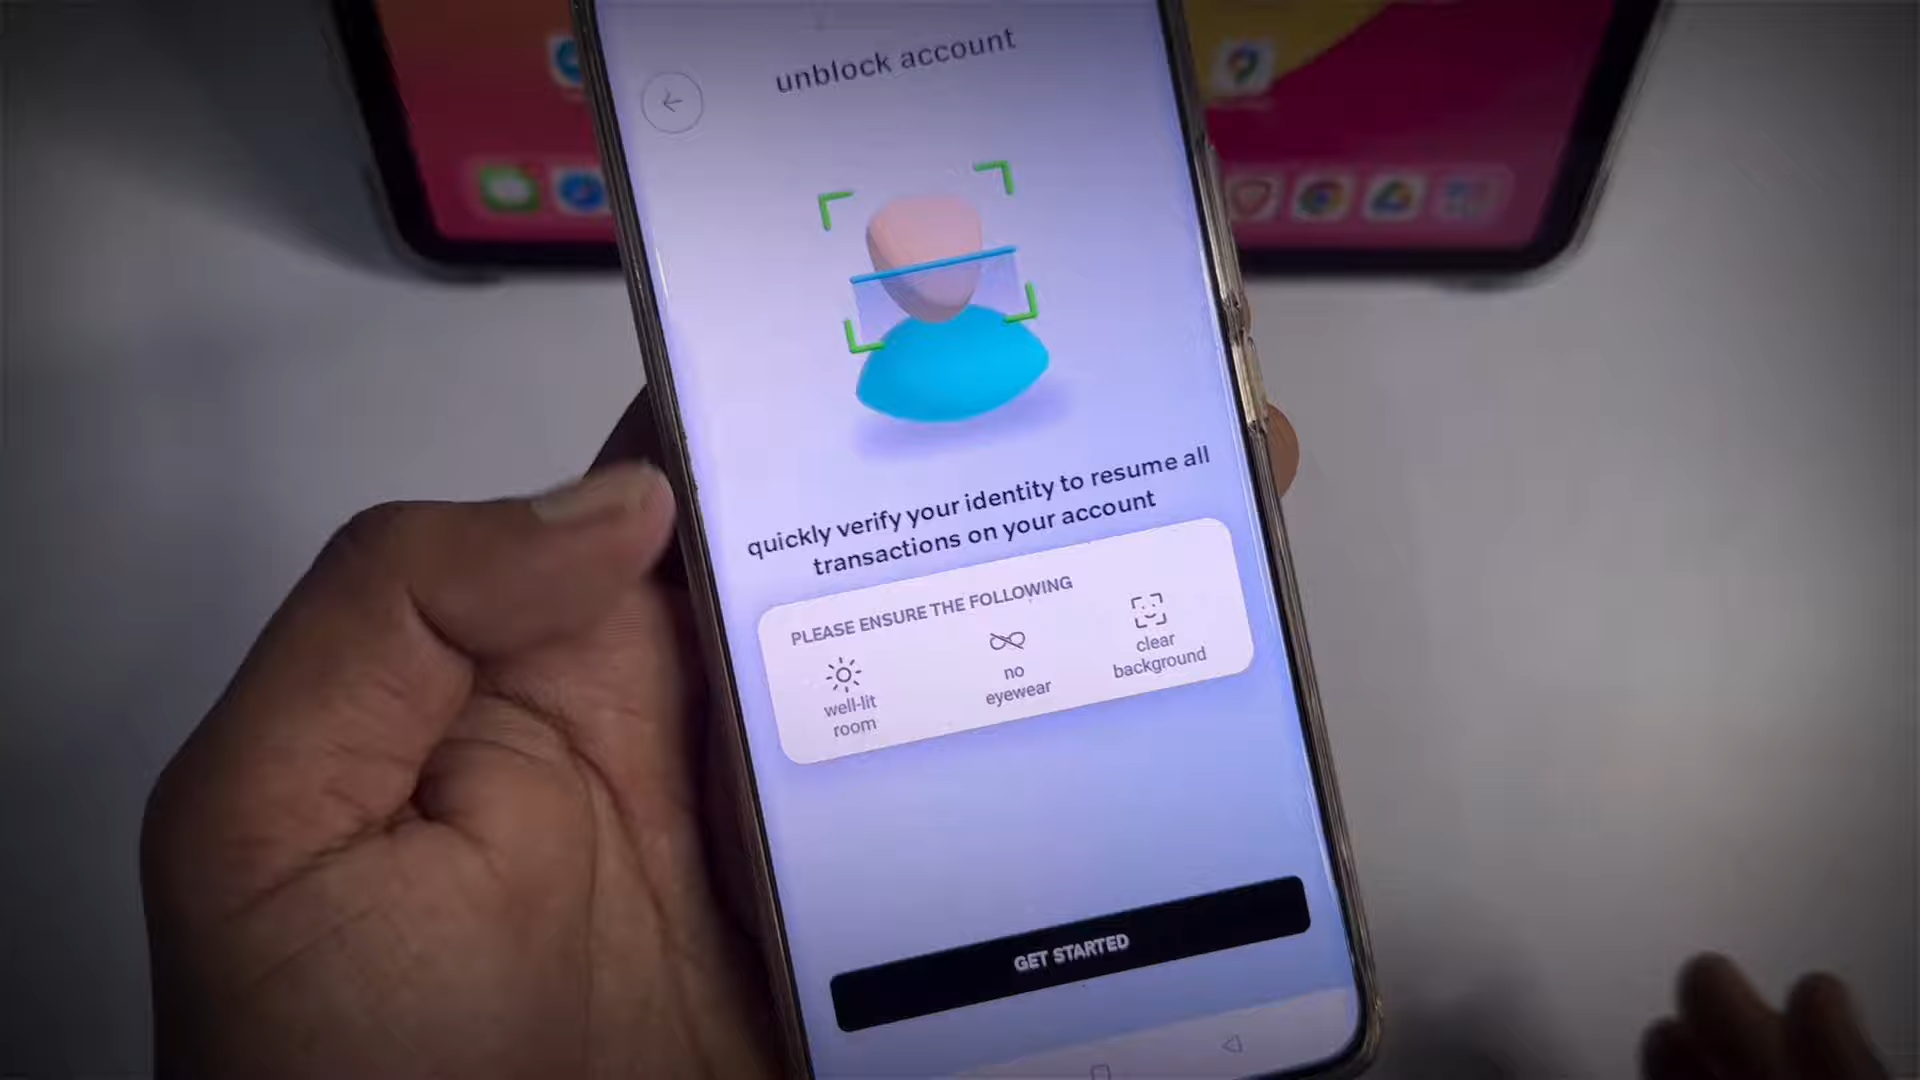 unblock account
quickly verify your identity to resume all
transactions on your account
PLEASE ENSURE THE FOLLOWING
well-lit
room
no
eyewear
clear
background
GET STARTED